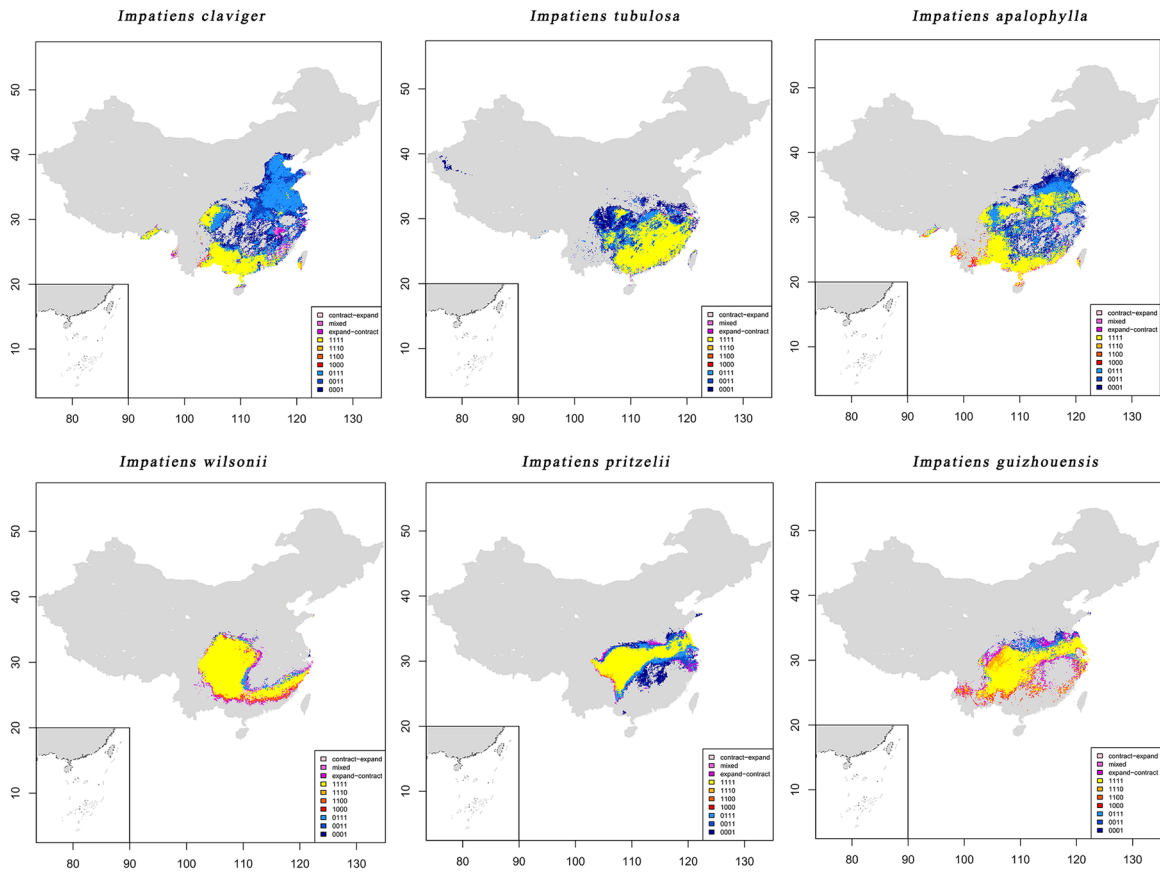 Impatiens claviger
50
40
30
20
10
contract-expand
mixed
expand-contract
1111
1110
1100
1000
0111
0011
0001
80 90 100 110 120 130
Impatiens tubulosa
50
40
30
20
10
contract-expand
mixed
expand-contract
1111
1110
1100
1000
0111
0011
0001
80 90 100 110 120 130
Impatiens apalophylla
50
40
30
20
10
contract-expand
mixed
expand-contract
1111
1110
1100
1000
0111
0011
0001
80 90 100 110 120 130
Impatiens wilsonii
50
40
30
20
10
contract-expand
mixed
expand-contract
1111
1110
1100
1000
0111
0011
0001
80 90 100 110 120 130
Impatiens pritzelii
50
40
30
20
10
contract-expand
mixed
expand-contract
1111
1110
1100
1000
0111
0011
0001
80 90 100 110 120 130
Impatiens guizhouensis
50
40
30
20
10
contract-expand
mixed
expand-contract
1111
1110
1100
1000
0111
0011
0001
80 90 100 110 120 130